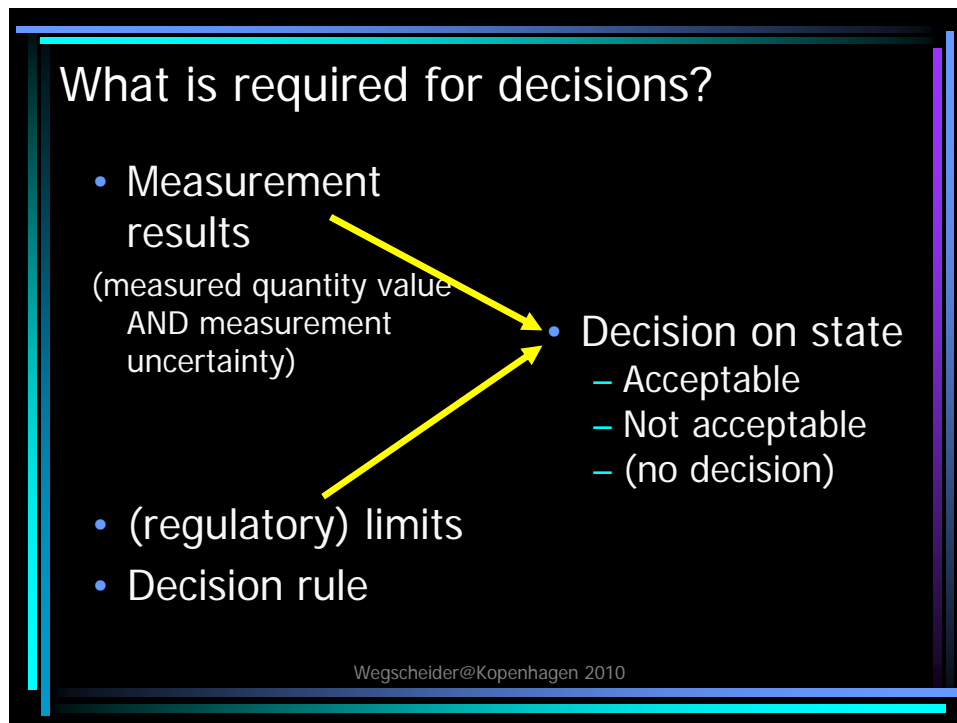 What is required for decisions?
• Measurement
results
(measured quantity value
AND measurement
uncertainty)
• (regulatory) limits
• Decision rule
• Decision on state
– Acceptable
– Not acceptable
– (no decision)
Wegscheider@Kopenhagen 2010